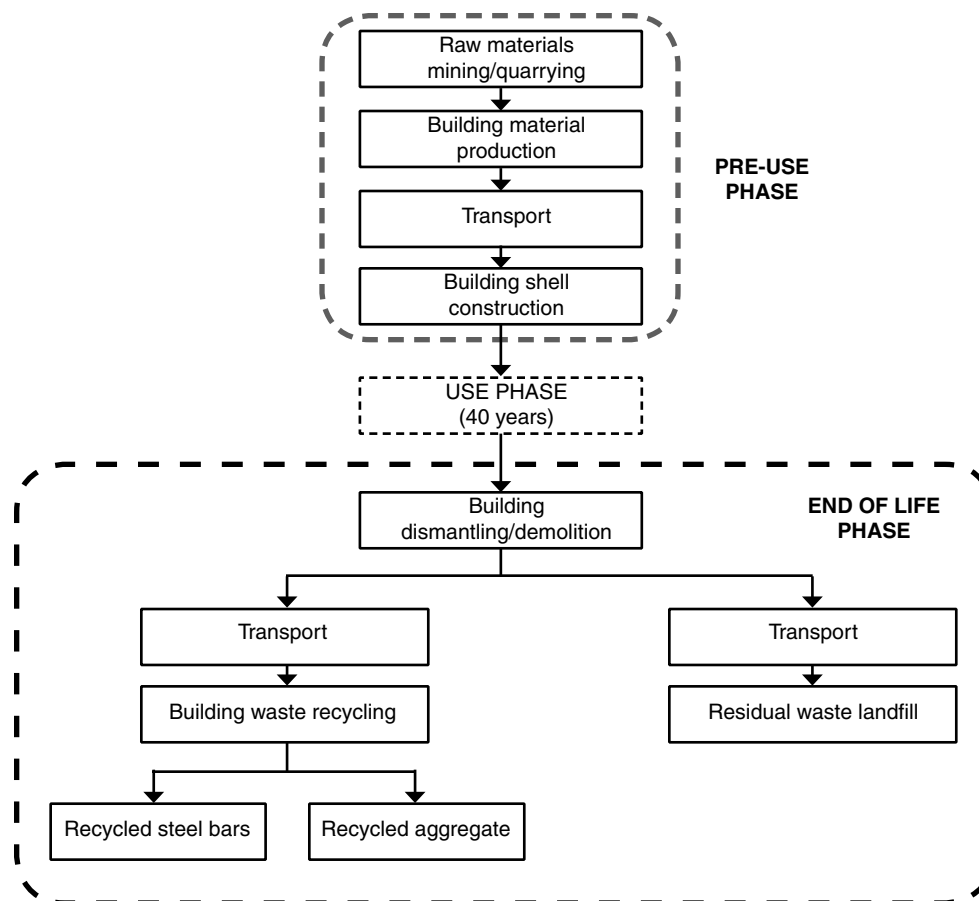 Raw materials
mining/quarrying
Building material
production
PRE-USE
PHASE
Transport
Building shell
construction
USE PHASE
(40 years)
Building
dismantling/demolition
END OF LIFE
PHASE
Transport
Transport
Building waste recycling
Residual waste landfill
Recycled steel bars
Recycled aggregate